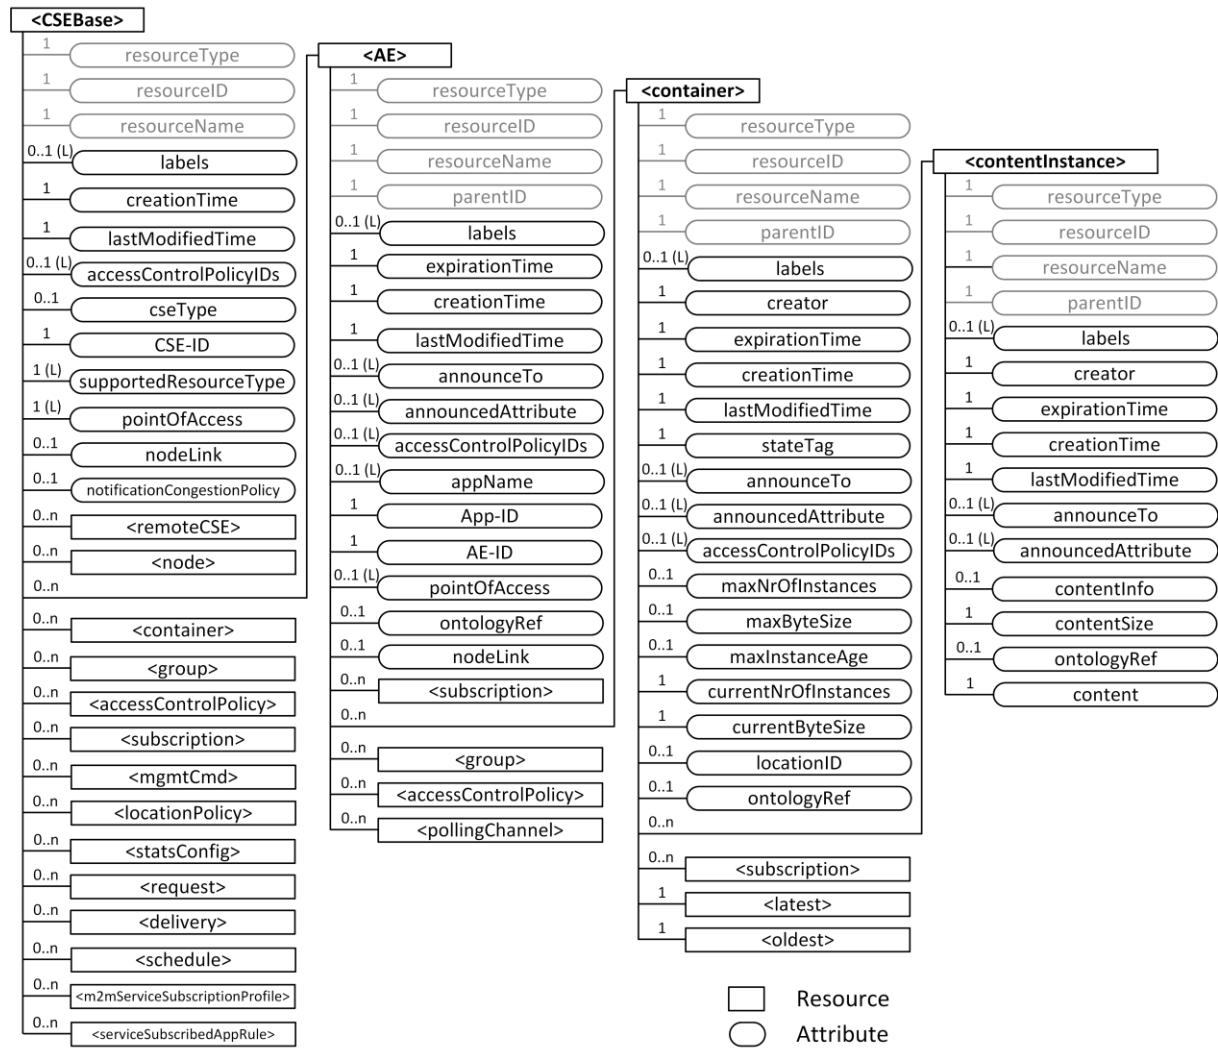 <CSEBase>
1
resourceType
1
resourceID
1
resourceName
0..1 (L)
labels
1
creationTime
1
lastModifiedTime
0..1 (L)
accessControlPolicyIDs
0..1
cseType
1
CSE-ID
1 (L)
supportedResourceType
1 (L)
pointOfAccess
0..1
nodeLink
0..1
notificationCongestionPolicy
0..n
<remoteCSE>
0..n
<node>
0..n
0..n
<container>
0..n
<group>
0..n
<accessControlPolicy>
0..n
<subscription>
0..n
<mgmtCmd>
0..n
<locationPolicy>
0..n
<statsConfig>
0..n
<request>
0..n
<delivery>
0..n
<schedule>
0..n
<m2mServiceSubscriptionProfile>
0..n
<serviceSubscribedAppRule>
<AE>
1
resourceType
1
resourceID
1
resourceName
1
parentID
0..1 (L)
labels
1
expirationTime
1
creationTime
1
lastModifiedTime
0..1 (L)
announceTo
0..1 (L)
announcedAttribute
0..1 (L)
accessControlPolicyIDs
0..1 (L)
appName
1
App-ID
1
AE-ID
0..1 (L)
pointOfAccess
0..1
ontologyRef
0..1
nodeLink
0..n
<subscription>
0..n
0..n
<group>
0..n
<accessControlPolicy>
0..n
<pollingChannel>
<container>
1
resourceType
1
resourceID
1
resourceName
1
parentID
0..1 (L)
labels
1
creator
1
expirationTime
1
creationTime
1
lastModifiedTime
1
stateTag
0..1 (L)
announceTo
0..1 (L)
announcedAttribute
0..1 (L)
accessControlPolicyIDs
0..1
maxNrOfInstances
0..1
maxByteSize
0..1
maxInstanceAge
1
currentNrOfInstances
1
currentByteSize
0..1
locationID
0..1
ontologyRef
0..n
0..n
<subscription>
1
<latest>
1
<oldest>
<contentInstance>
1
resourceType
1
resourceID
1
resourceName
1
parentID
0..1 (L)
labels
1
creator
1
expirationTime
1
creationTime
1
lastModifiedTime
0..1 (L)
announceTo
0..1 (L)
announcedAttribute
0..1
contentInfo
1
contentSize
0..1
ontologyRef
1
content
Resource
Attribute